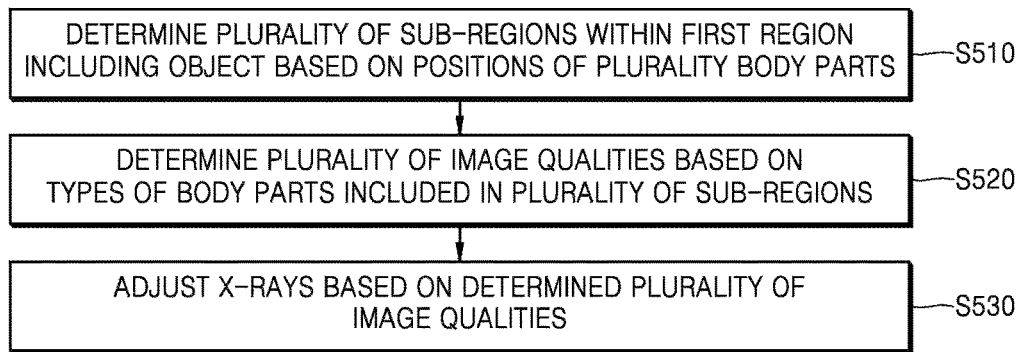 DETERMINE PLURALITY OF SUB-REGIONS WITHIN FIRST REGION
INCLUDING OBJECT BASED ON POSITIONS OF PLURALITY BODY PARTS
S510
DETERMINE PLURALITY OF IMAGE QUALITIES BASED ON
TYPES OF BODY PARTS INCLUDED IN PLURALITY OF SUB-REGIONS
S520
ADJUST X-RAYS BASED ON DETERMINED PLURALITY OF
IMAGE QUALITIES
S530